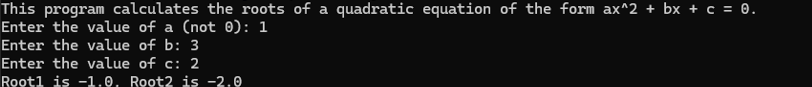 This program calculates the roots of a quadratic equation of the form ax^2 + bx + c = 0.
Enter the value of a (not 0): 1
Enter the value of b: 3
Enter the value of c: 2
Root1 is -1.0. Root2 is -2.0